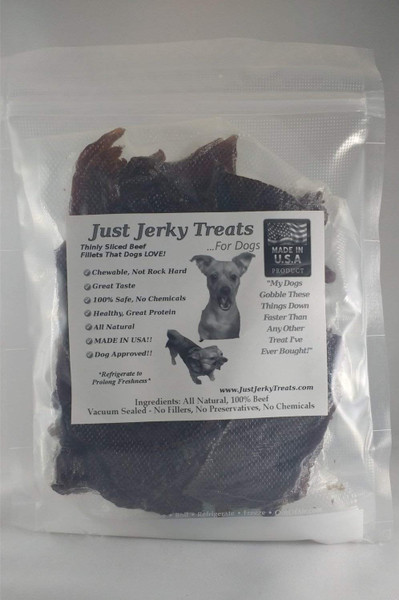 Just Jerky Treats
...For Dogs
Thinly Sliced Beef
Fillets That Dogs LOVE!
Chewable, Not Rock Hard
Great Taste
100% Safe, No Chemicals
Healthy, Great Protein
All Natural
MADE IN USA!!
Dog Approved!!
"Refrigerate to
Prolong Freshness"
MADE IN
U.S.A
PRODUCT
"My Dogs
Gobble These
Things Down
Faster Than
Any Other
Treat I've
Ever Bought!"
www.JustJerkyTreats.com
Ingredients: All Natural, 100% Beef
Vacuum Sealed - No Fillers, No Preservatives, No Chemicals
• Refrigerate • Freeze •